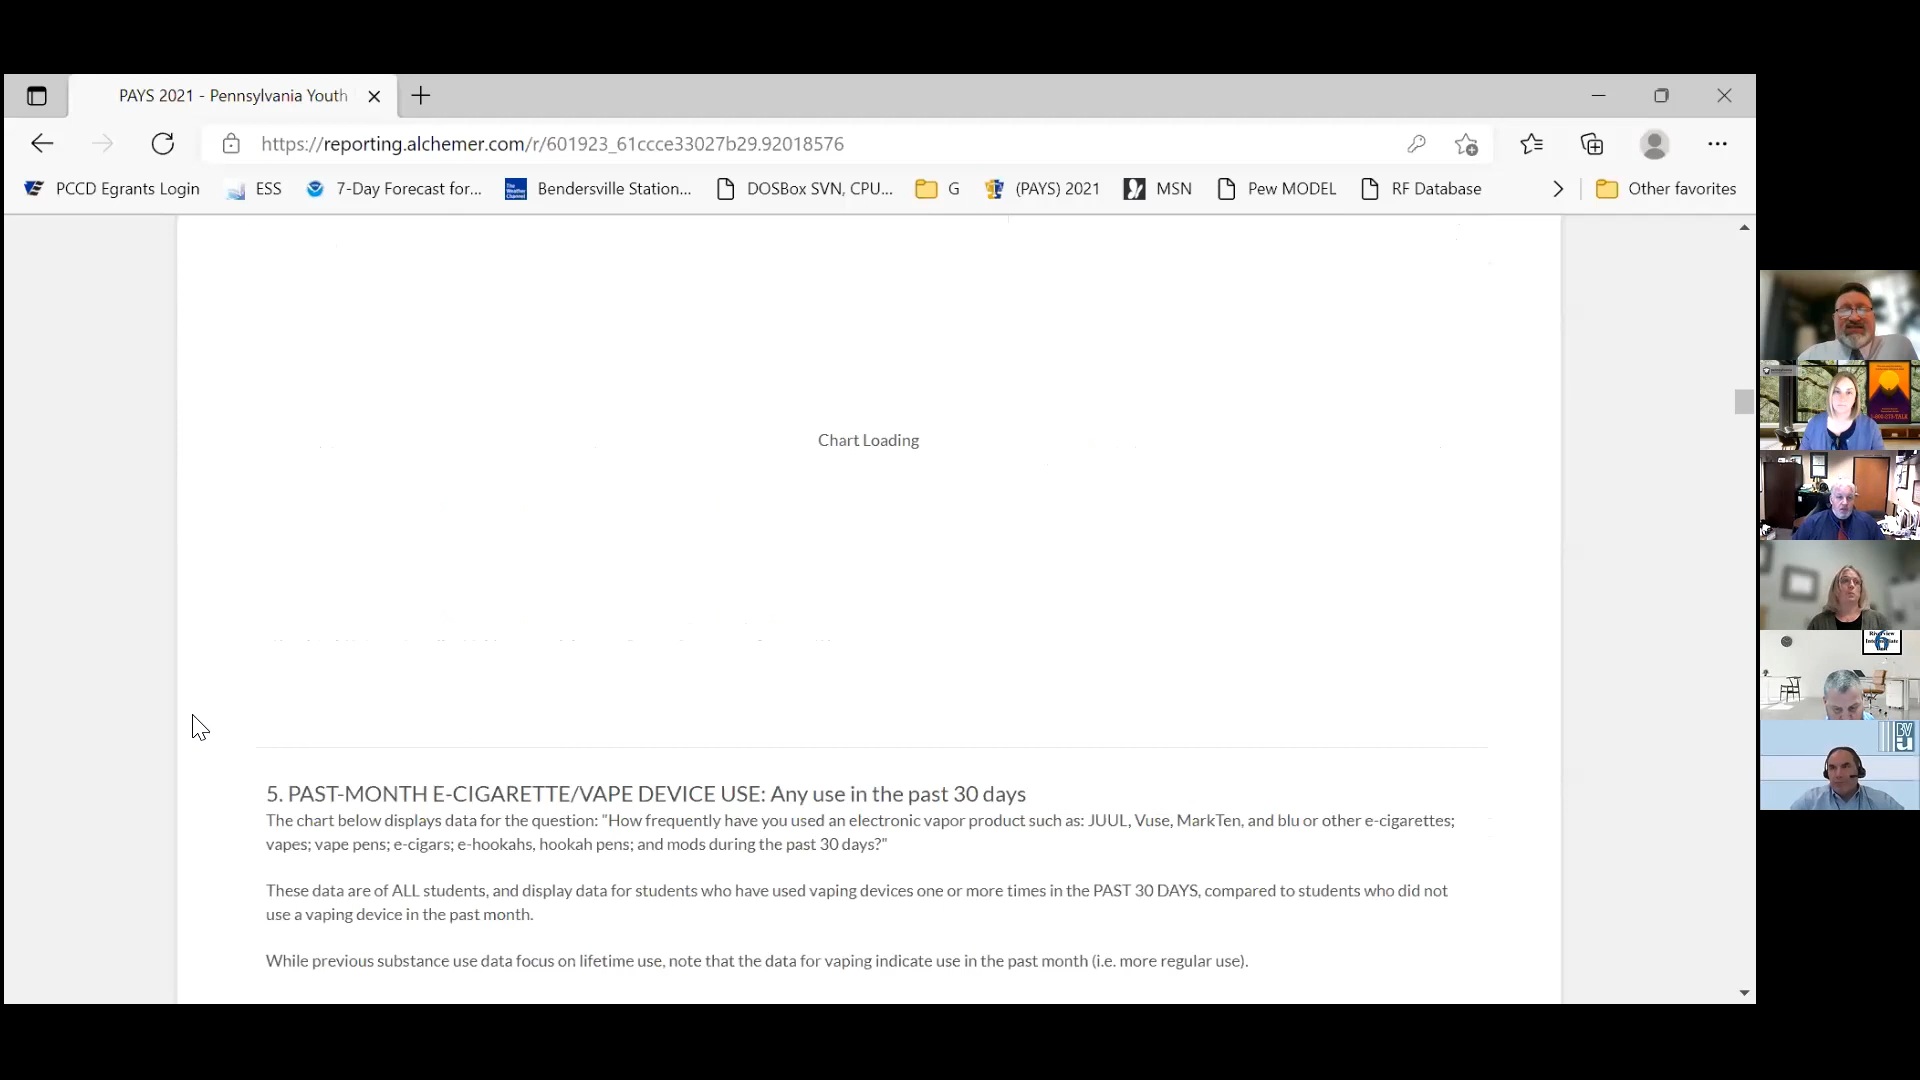 PAYS 2021 - Pennsylvania Youth
https://reporting.alchemer.com/r/601923_61ccce33027b29.92018576
PCCD Egrants Login ESS 7-Day Forecast for... Bendersville Station... DOSBox SVN, CPU... G (PAYS) 2021 MSN Pew MODEL RF Database Other favorites
Chart Loading
5. PAST-MONTH E-CIGARETTE/VAPE DEVICE USE: Any use in the past 30 days
The chart below displays data for the question: "How frequently have you used an electronic vapor product such as: JUUL, Vuse, MarkTen, and blu or other e-cigarettes;
vapes; vape pens; e-cigars; e-hookahs, hookah pens; and mods during the past 30 days?"
These data are of ALL students, and display data for students who have used vaping devices one or more times in the PAST 30 DAYS, compared to students who did not
use a vaping device in the past month.
While previous substance use data focus on lifetime use, note that the data for vaping indicate use in the past month (i.e. more regular use).
Riverview
Intermediate
BV